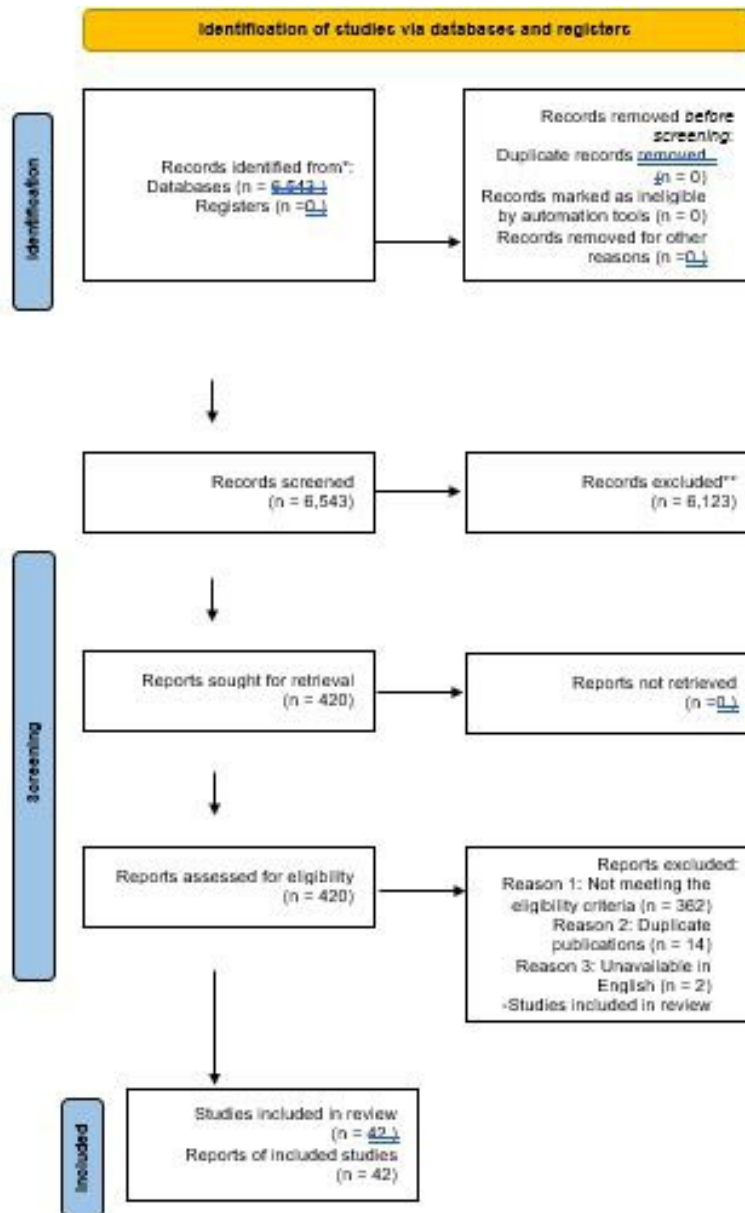 Identification of studies via databases and registers
Identification
Records identified from*:
Databases (n = 6,543 )
Registers (n =0 )
Records removed before
screening:
Duplicate records removed
(n = 0)
Records marked as ineligible
by automation tools (n = 0)
Records removed for other
reasons (n =0 )
Records screened
(n = 6,543)
Records excluded**
(n = 6,123)
Screening
Reports sought for retrieval
(n = 420)
Reports not retrieved
(n =0 )
Reports assessed for eligibility
(n = 420)
Reports excluded:
Reason 1: Not meeting the
eligibility criteria (n = 362)
Reason 2: Duplicate
publications (n = 14)
Reason 3: Unavailable in
English (n = 2)
-Studies included in review
Included
Studies included in review
(n = 42 )
Reports of included studies
(n = 42)